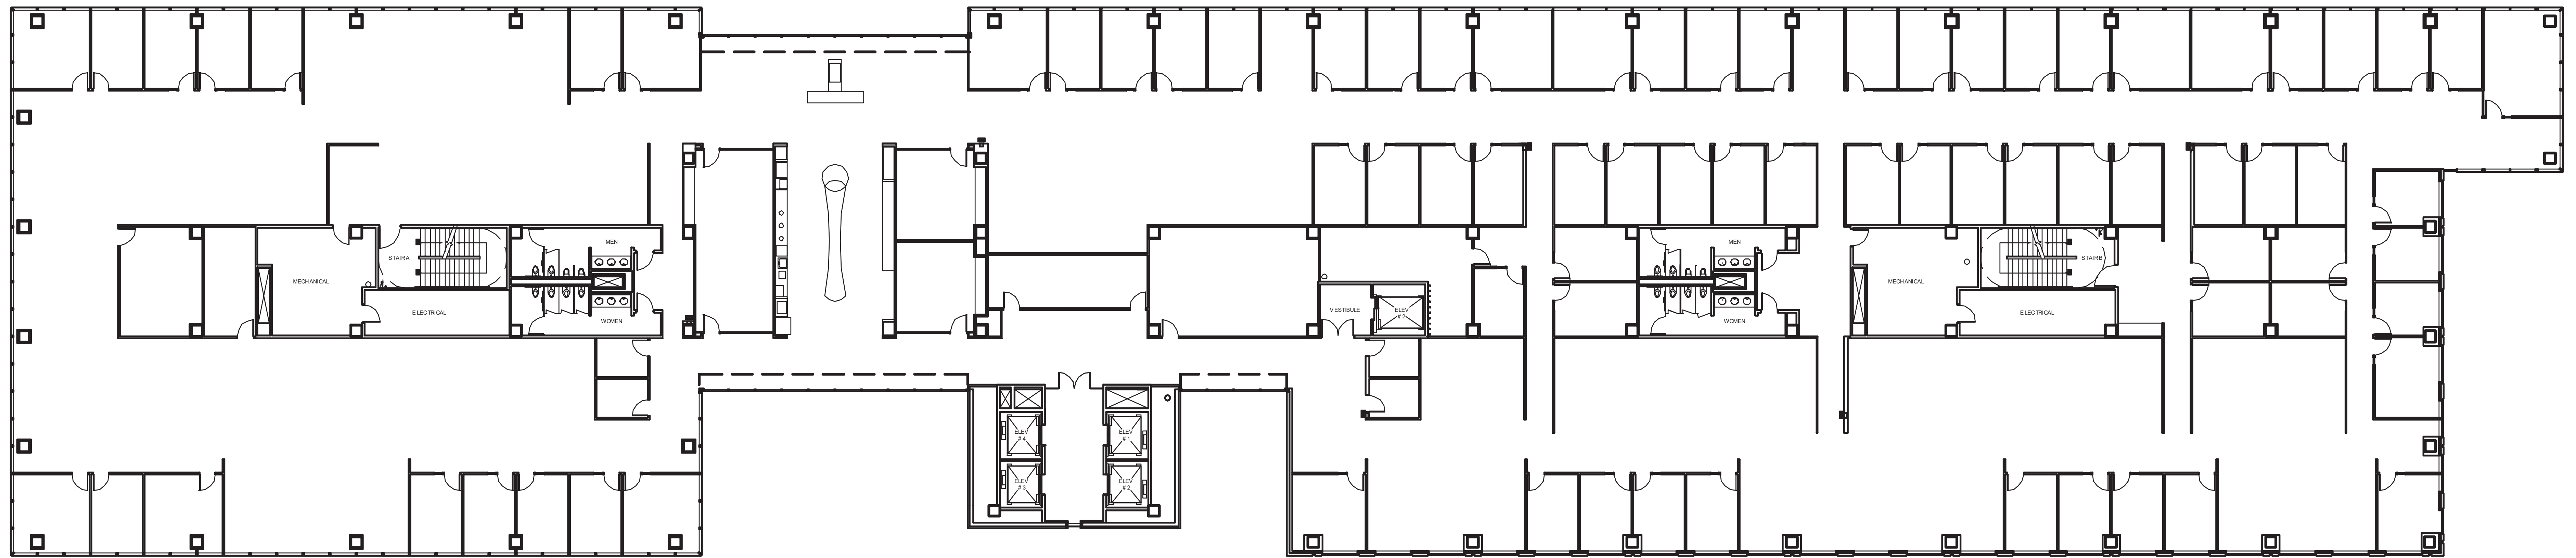 MEN
STAIR A
MECHANICAL
ELECTRICAL
WOMEN
ELEV
# 4
ELEV
# 3
ELEV
# 1
ELEV
# 2
VESTIBULE
ELEV
# 2
MEN
WOMEN
MECHANICAL
STAIR B
ELECTRICAL